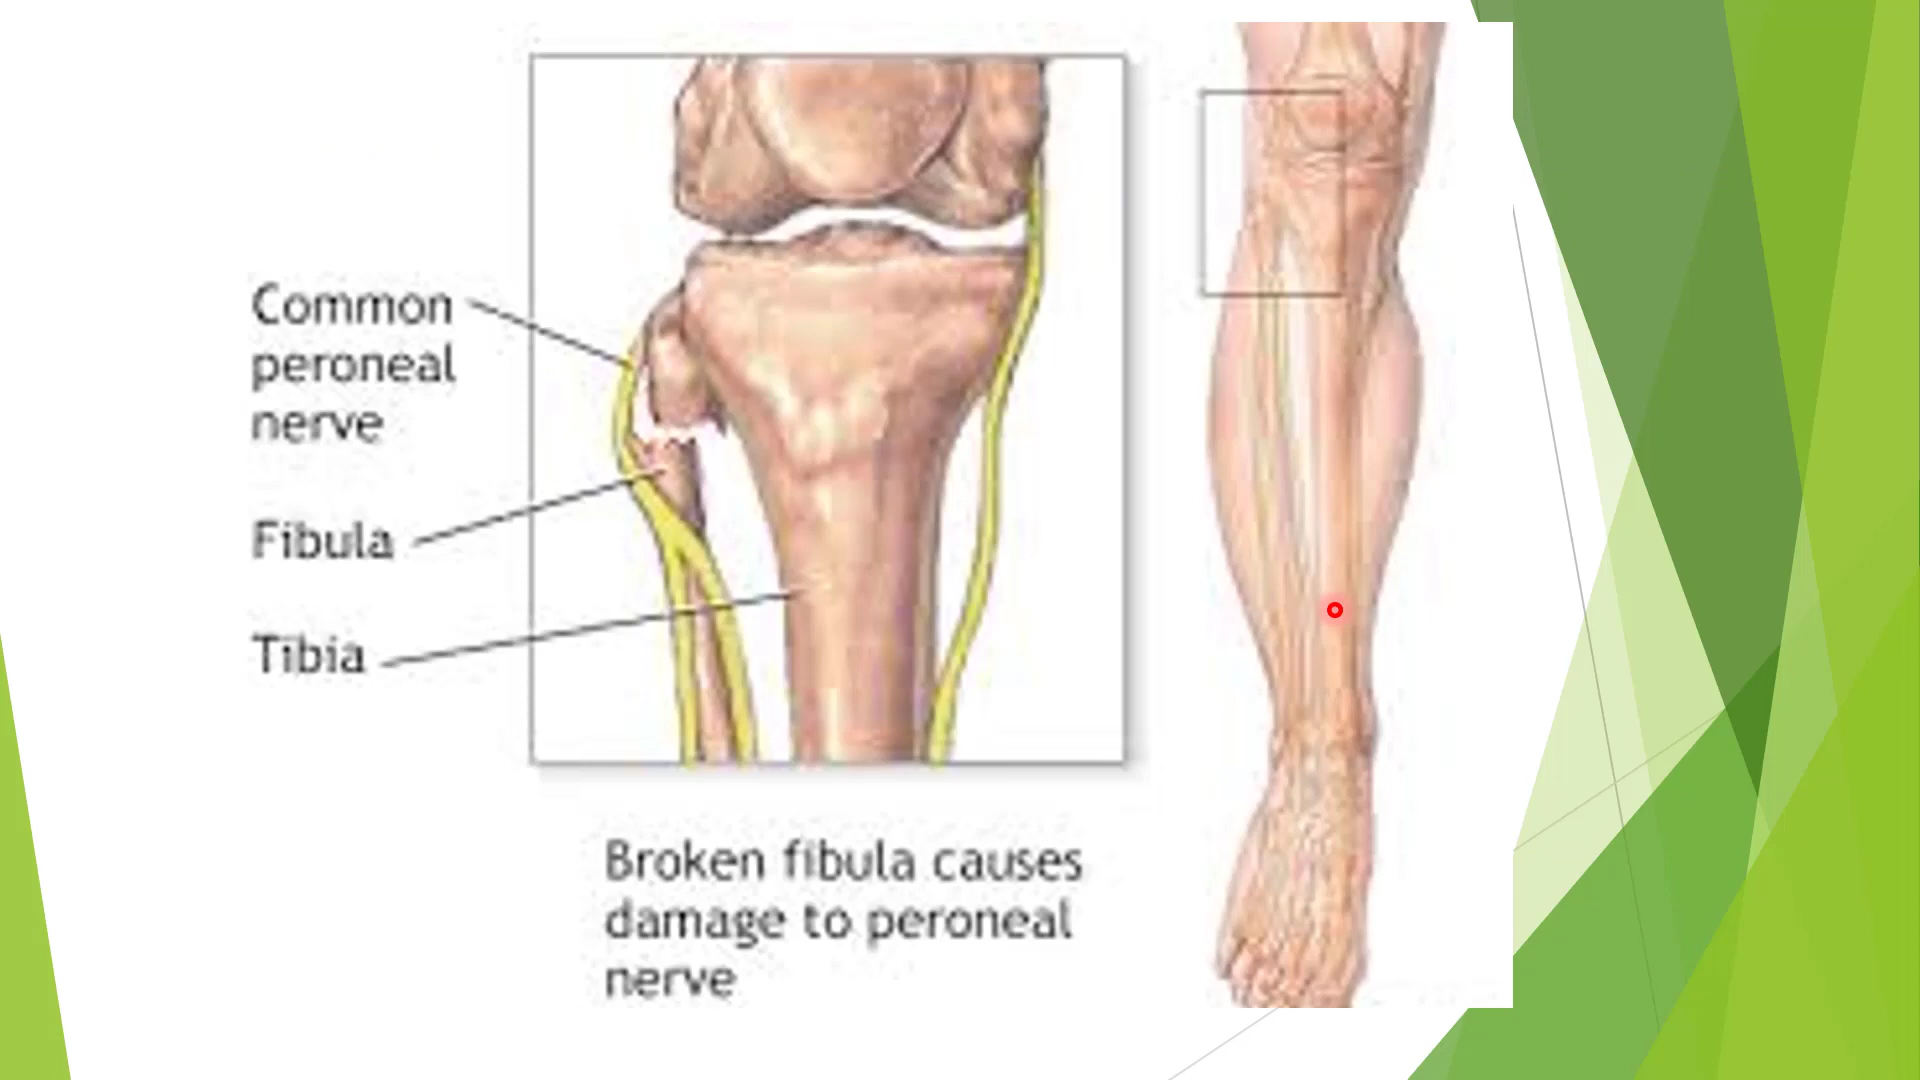 Common
peroneal
nerve
Fibula
Tibia
Broken fibula causes
damage to peroneal
nerve